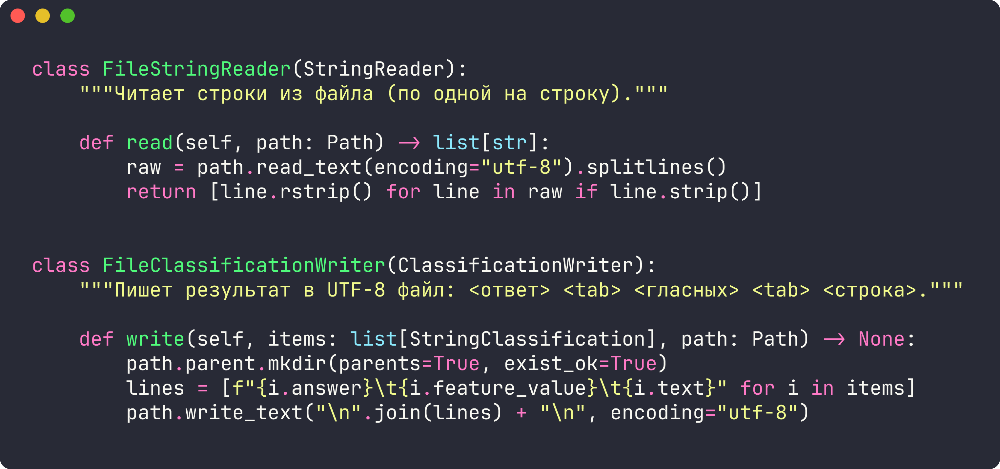 class FileStringReader(StringReader):
    """Читает строки из файла (по одной на строку)."""

    def read(self, path: Path) -> list[str]:
        raw = path.read_text(encoding="utf-8").splitlines()
        return [line.rstrip() for line in raw if line.strip()]


class FileClassificationWriter(ClassificationWriter):
    """Пишет результат в UTF-8 файл: <ответ> <tab> <гласных> <tab> <строка>."""

    def write(self, items: list[StringClassification], path: Path) -> None:
        path.parent.mkdir(parents=True, exist_ok=True)
        lines = [f"{i.answer}\t{i.feature_value}\t{i.text}" for i in items]
        path.write_text("\n".join(lines) + "\n", encoding="utf-8")